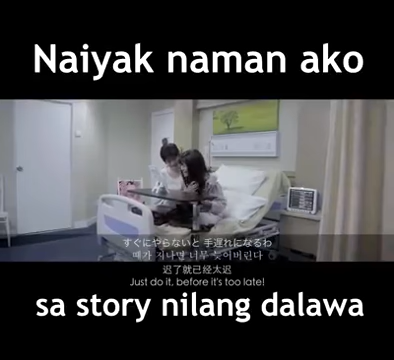 Naiyak naman ako
すぐにやらないと 手遅れになるわ
때가 지나면 너무 늦어버린다
迟了就已经太迟
Just do it, before it's too late!
sa story nilang dalawa